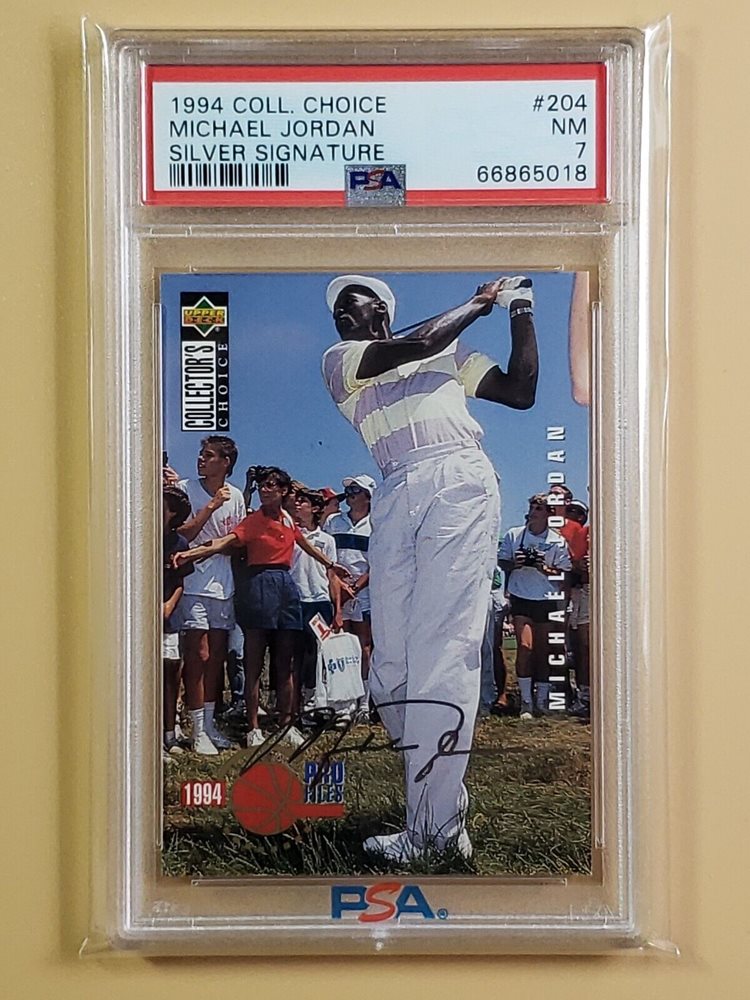 1994 COLL. CHOICE #204
MICHAEL JORDAN NM
SILVER SIGNATURE 7
PSA 66865018
UPPER
DECK
COLLECTOR'S
CHOICE
MICHAEL JORDAN
1994
PRO
FILES
PSA